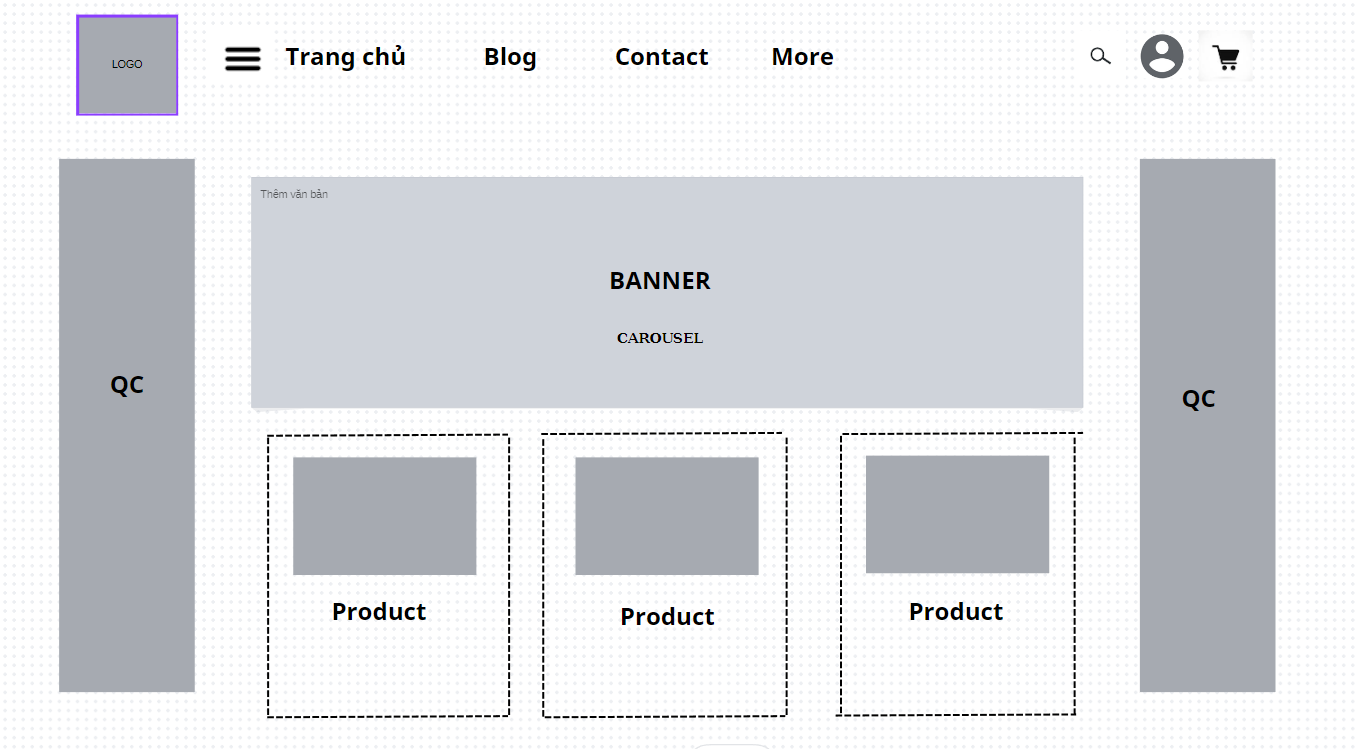 LOGO
Trang chủ
Blog
Contact
More
Thêm văn bản
BANNER
CAROUSEL
QC
QC
Product
Product
Product